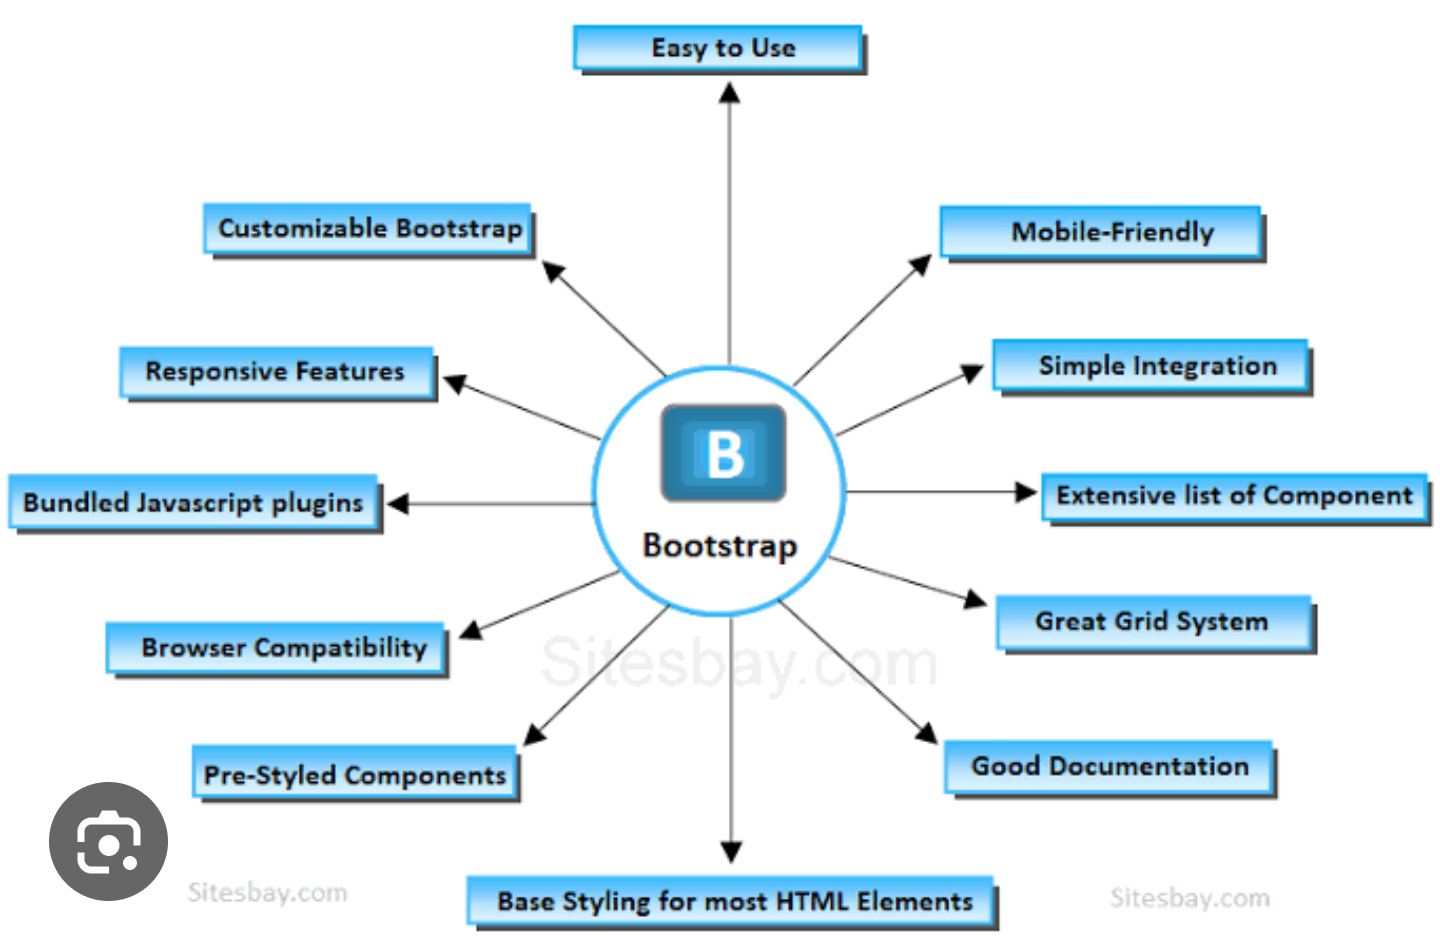 Easy to Use
Customizable Bootstrap
Mobile-Friendly
Responsive Features
Simple Integration
B
Bootstrap
Bundled Javascript plugins
Extensive list of Component
Browser Compatibility
Great Grid System
Sitesbay.com
Pre-Styled Components
Good Documentation
Base Styling for most HTML Elements
Sitesbay.com
Sitesbay.com